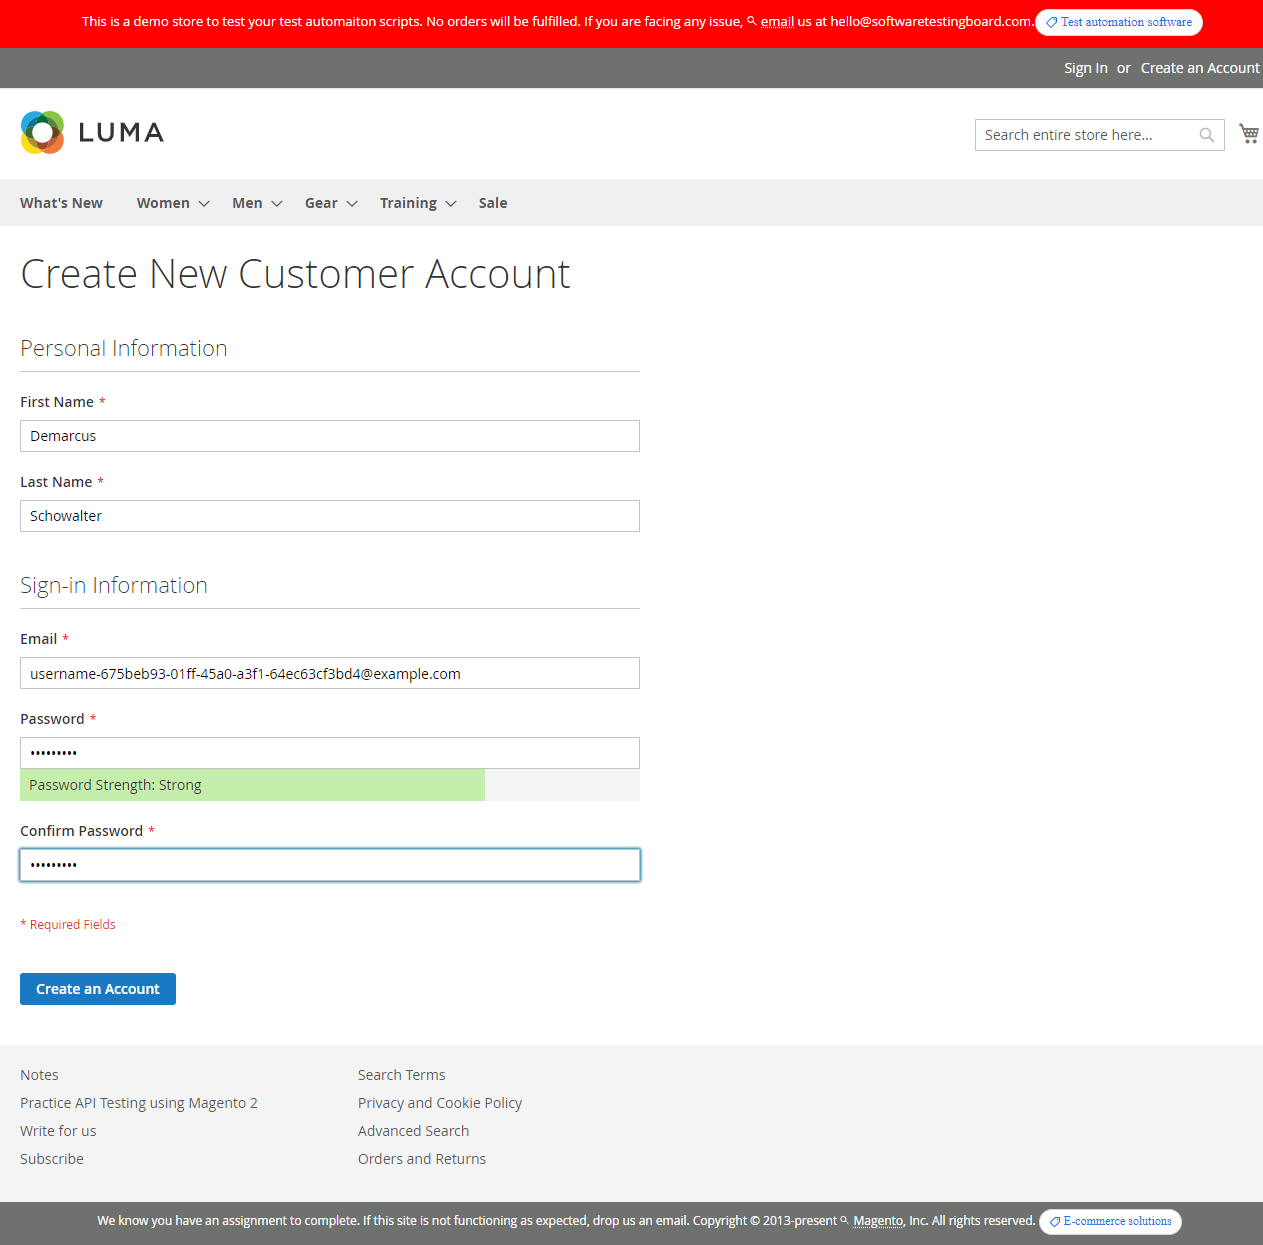 This is a demo store to test your test automaiton scripts. No orders will be fulfilled. If you are facing any issue, email us at hello@softwaretestingboard.com. Test automation software
Sign In or Create an Account
LUMA
Search entire store here...
What's New Women Men Gear Training Sale
Create New Customer Account
Personal Information
First Name *
Demarcus
Last Name *
Schowalter
Sign-in Information
Email *
username-675beb93-01ff-45a0-a3f1-64ec63cf3bd4@example.com
Password *
•••••••••
Password Strength: Strong
Confirm Password *
•••••••••
* Required Fields
Create an Account
Notes
Practice API Testing using Magento 2
Write for us
Subscribe
Search Terms
Privacy and Cookie Policy
Advanced Search
Orders and Returns
We know you have an assignment to complete. If this site is not functioning as expected, drop us an email. Copyright © 2013-present Magento, Inc. All rights reserved. E-commerce solutions